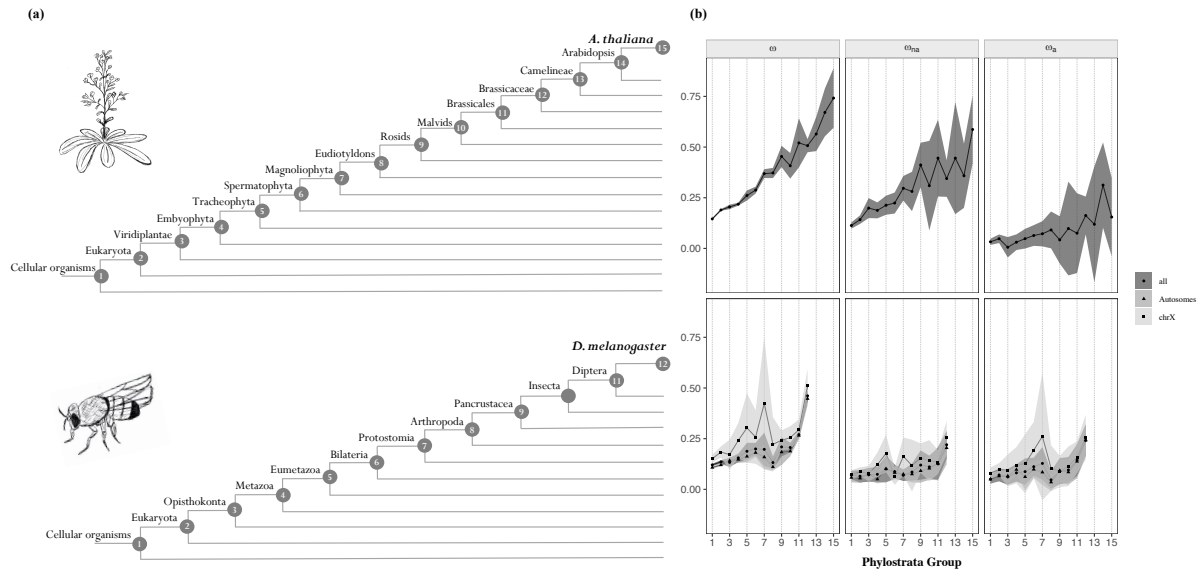 (a)
A. thaliana
15
Arabidopsis
14
Camelineae
13
Brassicaceae
12
Brassicales
11
Malvids
10
Rosids
9
Eudiotyldons
8
Magnoliophyta
7
Spermatophyta
6
Tracheophyta
5
Embyophyta
4
Viridiplantae
3
Eukaryota
2
Cellular organisms
1
D. melanogaster
12
Diptera
11
Insecta
Pancrustacea
9
Arthropoda
8
Protostomia
7
Bilateria
6
Eumetazoa
5
Metazoa
4
Opisthokonta
3
Eukaryota
2
Cellular organisms
1
(b)
ω ωna ωa
0.75
0.50
0.25
0.00
0.75
0.50
0.25
0.00
1 3 5 7 9 11 13 15 1 3 5 7 9 11 13 15 1 3 5 7 9 11 13 15
Phylostrata Group
all
Autosomes
chrX